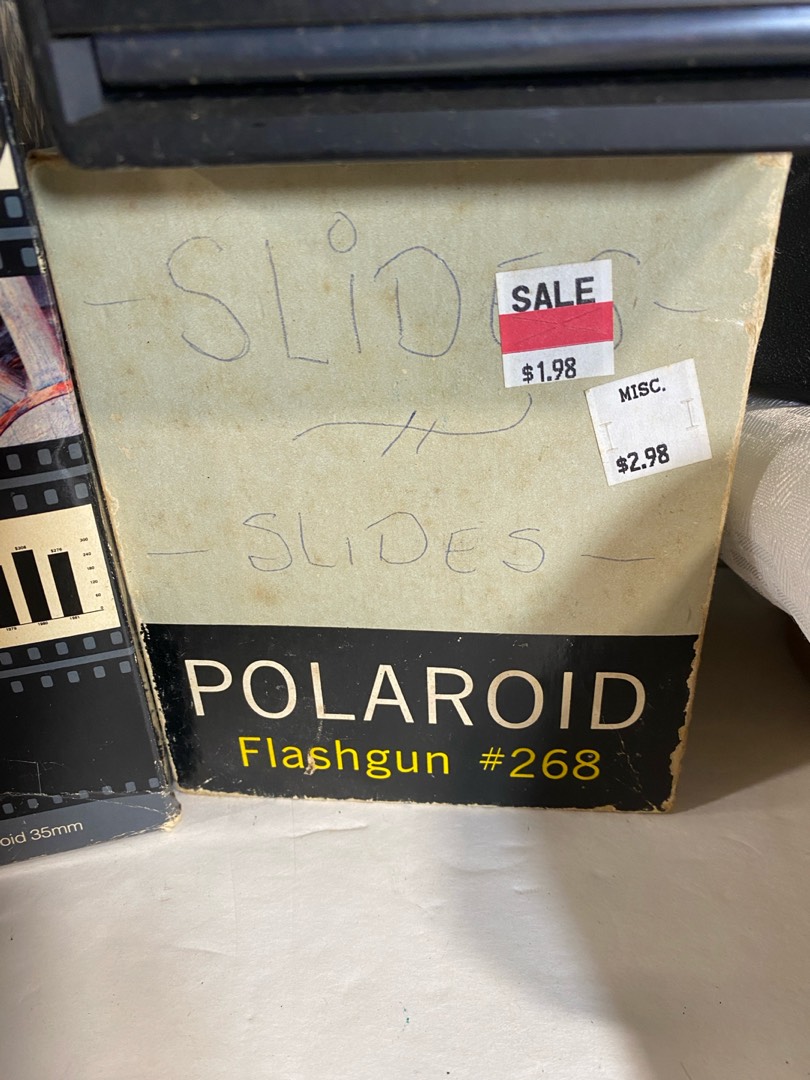 SLiDES
SALE
$1.98
MISC.
$2.98
SLiDES
POLAROID
Flashgun #268
oid 35mm